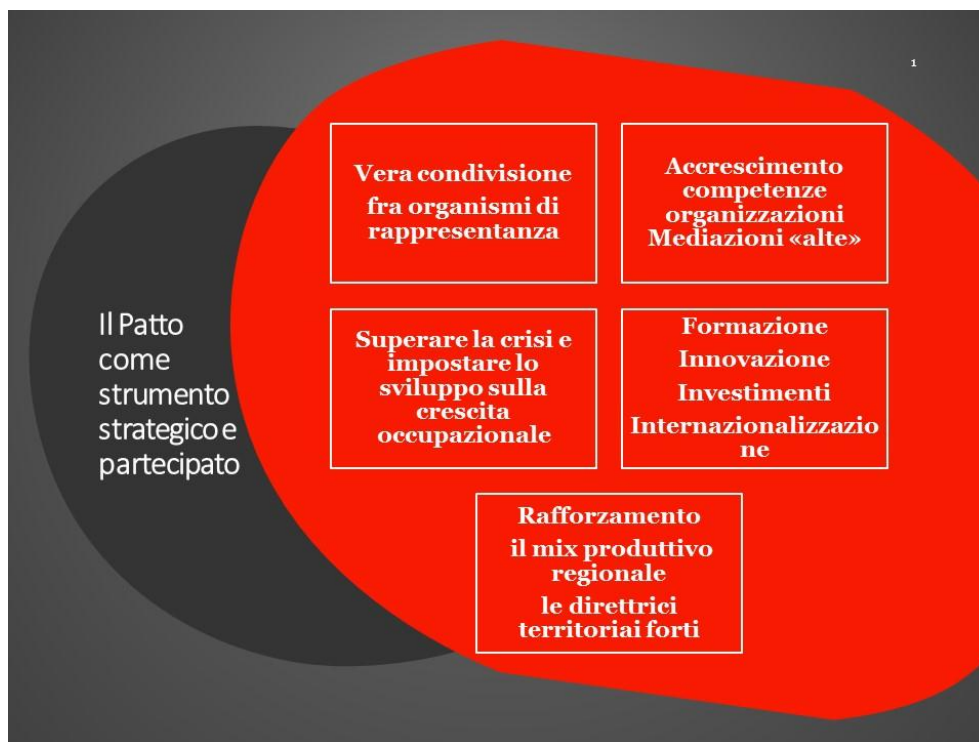 1
Il Patto
come
strumento
strategico e
partecipato
Vera condivisione
fra organismi di
rappresentanza
Accrescimento
competenze
organizzazioni
Mediazioni «alte»
Superare la crisi e
impostare lo
sviluppo sulla
crescita
occupazionale
Formazione
Innovazione
Investimenti
Internazionalizzazio
ne
Rafforzamento
il mix produttivo
regionale
le direttrici
territoriai forti